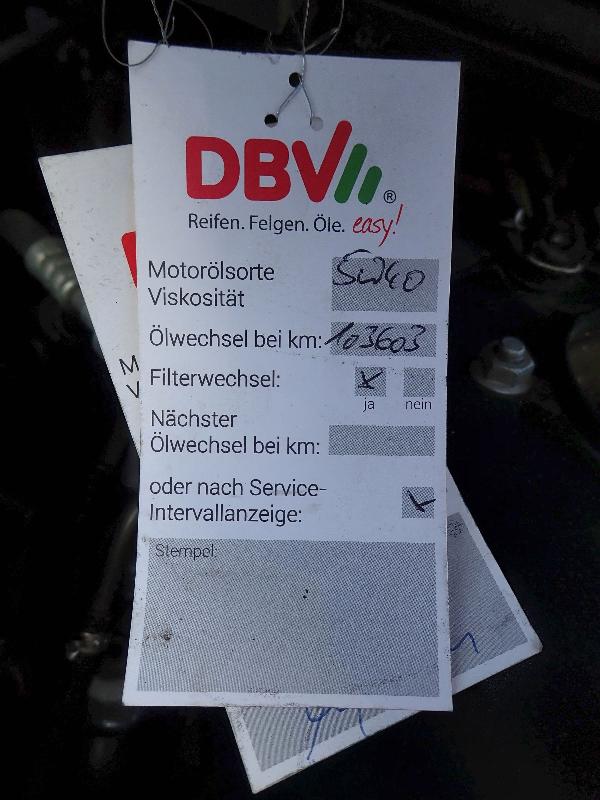 DBV®
Reifen. Felgen. Öle. easy!
Motorölsorte
Viskosität 5W40
Ölwechsel bei km: 103603
Filterwechsel:
ja nein
Nächster
Ölwechsel bei km:
oder nach Service-
Intervallanzeige:
Stempel:
M
V